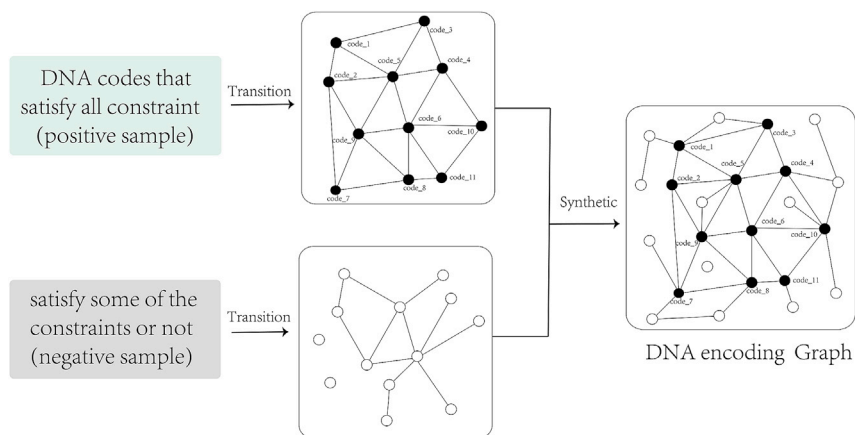 DNA codes that
satisfy all constraint
(positive sample)
Transition
code_3
code_1
code_5
code_4
code_2
code_6
code_9
code_10
code_8
code_11
code_7
satisfy some of the
constraints or not
(negative sample)
Transition
Synthetic
code_3
code_1
code_5
code_4
code_2
code_6
code_9
code_10
code_11
code_8
code_7
DNA encoding Graph